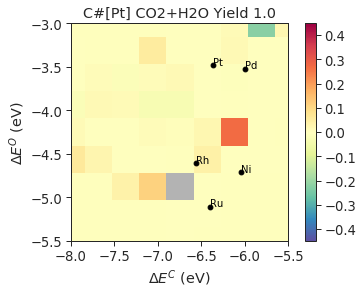 C#[Pt] CO2+H2O Yield 1.0
−3.0
−3.5
−4.0
−4.5
−5.0
−5.5
ΔE^O (eV)
Pt
Pd
Rh
Ni
Ru
−8.0 −7.5 −7.0 −6.5 −6.0 −5.5
ΔE^C (eV)
0.4
0.3
0.2
0.1
0.0
−0.1
−0.2
−0.3
−0.4